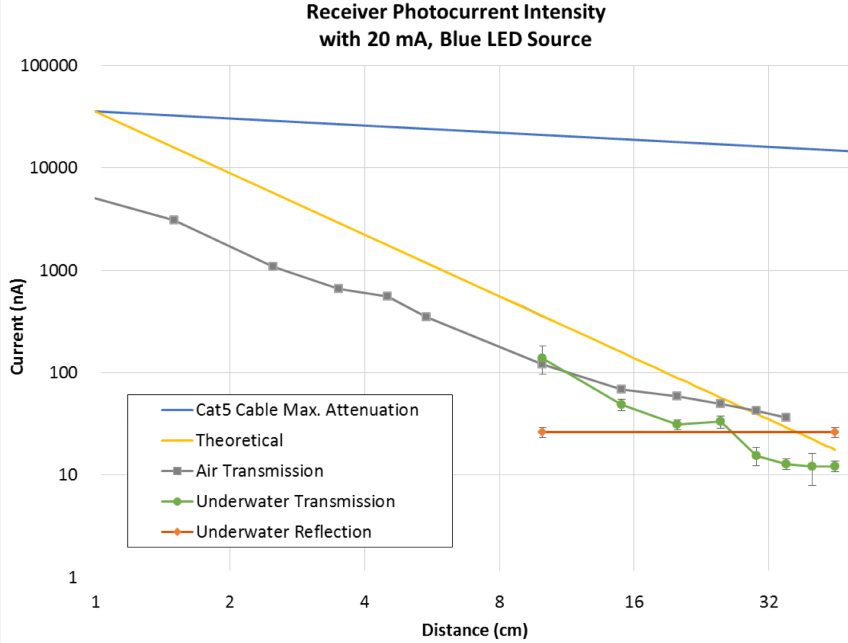 Receiver Photocurrent Intensity
with 20 mA, Blue LED Source
Current (nA)
100000
10000
1000
100
10
1
Cat5 Cable Max. Attenuation
Theoretical
Air Transmission
Underwater Transmission
Underwater Reflection
1 2 4 8 16 32
Distance (cm)